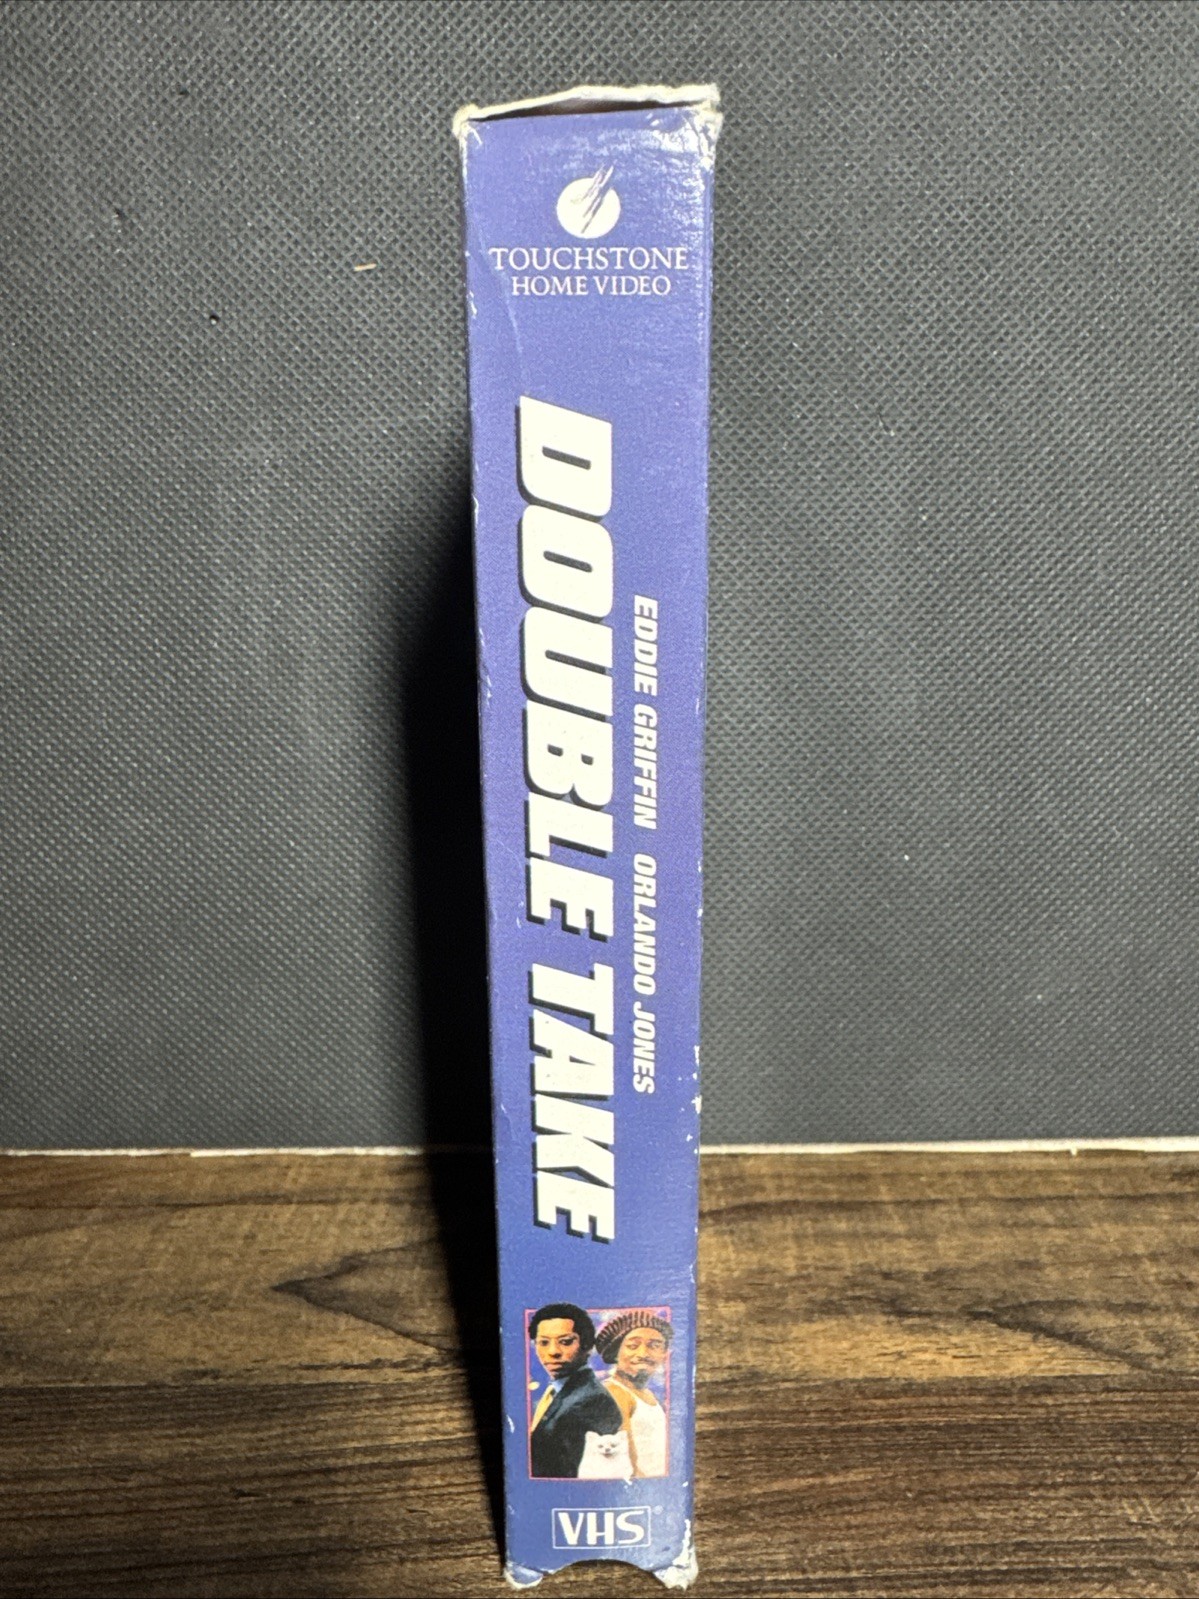 TOUCHSTONE
HOME VIDEO
EDDIE GRIFFIN ORLANDO JONES
DOUBLE TAKE
VHS